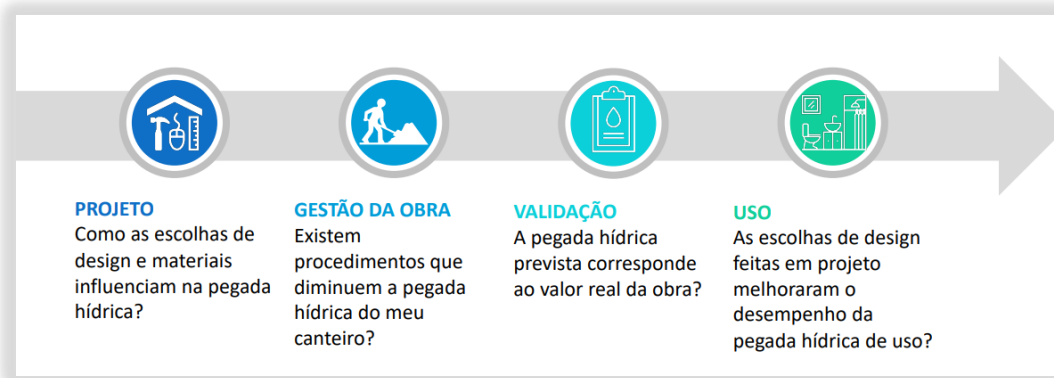 PROJETO
Como as escolhas de
design e materiais
influenciam na pegada
hídrica?
GESTÃO DA OBRA
Existem
procedimentos que
diminuem a pegada
hídrica do meu
canteiro?
VALIDAÇÃO
A pegada hídrica
prevista corresponde
ao valor real da obra?
USO
As escolhas de design
feitas em projeto
melhoraram o
desempenho da
pegada hídrica de uso?